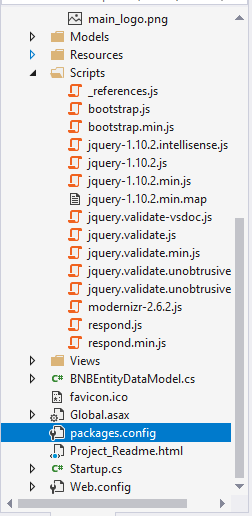 main_logo.png
Models
Resources
Scripts
_references.js
bootstrap.js
bootstrap.min.js
jquery-1.10.2.intellisense.js
jquery-1.10.2.js
jquery-1.10.2.min.js
jquery-1.10.2.min.map
jquery.validate-vsdoc.js
jquery.validate.js
jquery.validate.min.js
jquery.validate.unobtrusive
jquery.validate.unobtrusive
modernizr-2.6.2.js
respond.js
respond.min.js
Views
BNBEntityDataModel.cs
favicon.ico
Global.asax
packages.config
Project_Readme.html
Startup.cs
Web.config